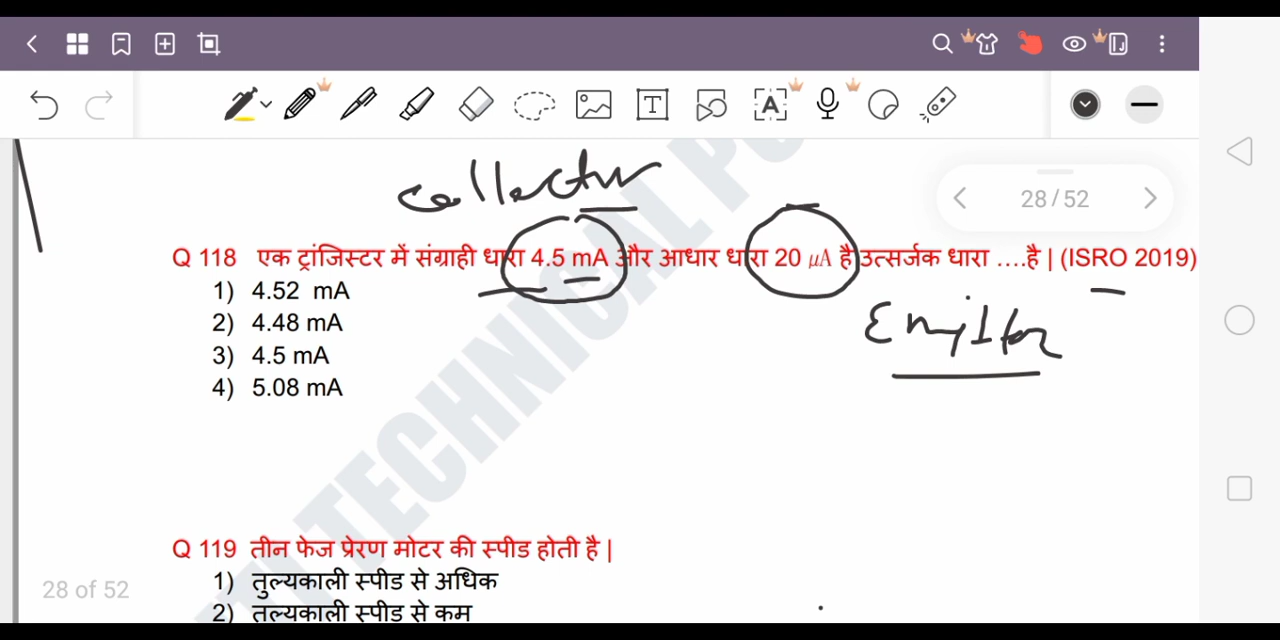 collector
28 / 52
Q 118 एक ट्रांजिस्टर में संग्राही धारा 4.5 mA और आधार धारा 20 μA है उत्सर्जक धारा ....है | (ISRO 2019)
1) 4.52 mA
2) 4.48 mA
3) 4.5 mA
4) 5.08 mA
Emitter
Q 119 तीन फेज प्रेरण मोटर की स्पीड होती है |
1) तुल्यकाली स्पीड से अधिक
2) तुल्यकाली स्पीड से कम
28 of 52
TECHNICAL